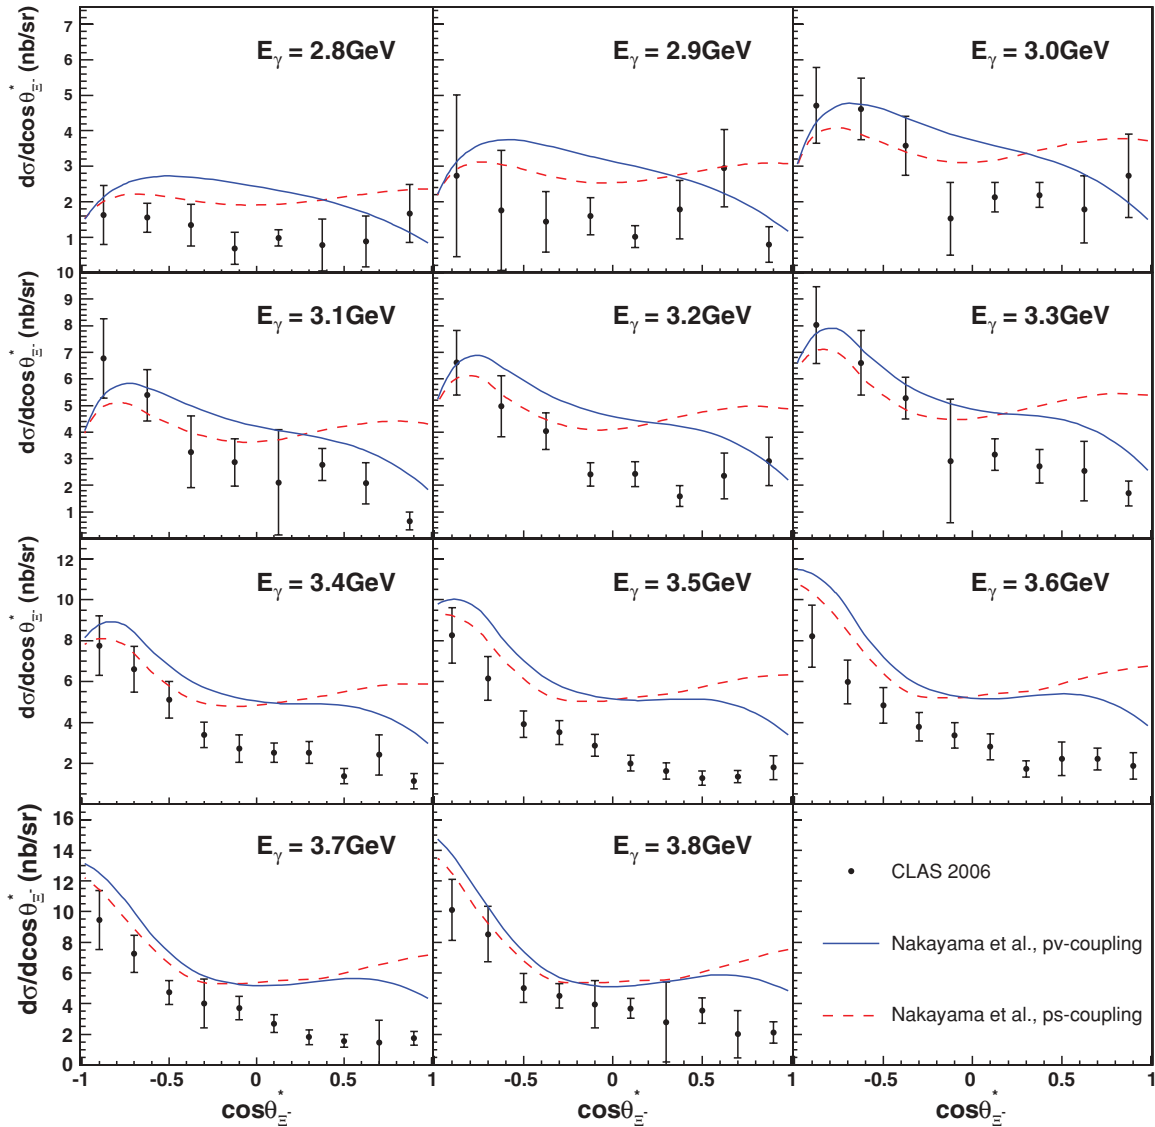 dσ/dcosθ*Ξ- (nb/sr)
7
6
5
4
3
2
1
Eγ = 2.8GeV
Eγ = 2.9GeV
Eγ = 3.0GeV
dσ/dcosθ*Ξ- (nb/sr)
10
9
8
7
6
5
4
3
2
1
Eγ = 3.1GeV
Eγ = 3.2GeV
Eγ = 3.3GeV
dσ/dcosθ*Ξ- (nb/sr)
12
10
8
6
4
2
Eγ = 3.4GeV
Eγ = 3.5GeV
Eγ = 3.6GeV
dσ/dcosθ*Ξ- (nb/sr)
16
14
12
10
8
6
4
2
0
Eγ = 3.7GeV
Eγ = 3.8GeV
CLAS 2006
Nakayama et al., pv-coupling
Nakayama et al., ps-coupling
-1 -0.5 0 0.5 1 -0.5 0 0.5 1 -0.5 0 0.5 1
cosθ*Ξ- cosθ*Ξ- cosθ*Ξ-